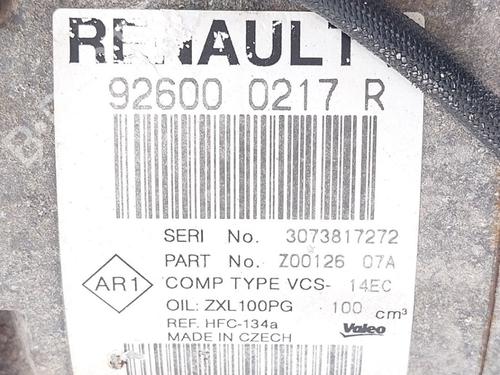 RENAULT
92600 0217 R
SERI No. 3073817272
PART No. Z00126 07A
AR1
COMP TYPE VCS- 14EC
OIL: ZXL100PG 100 cm³
REF. HFC-134a
MADE IN CZECH
Valeo